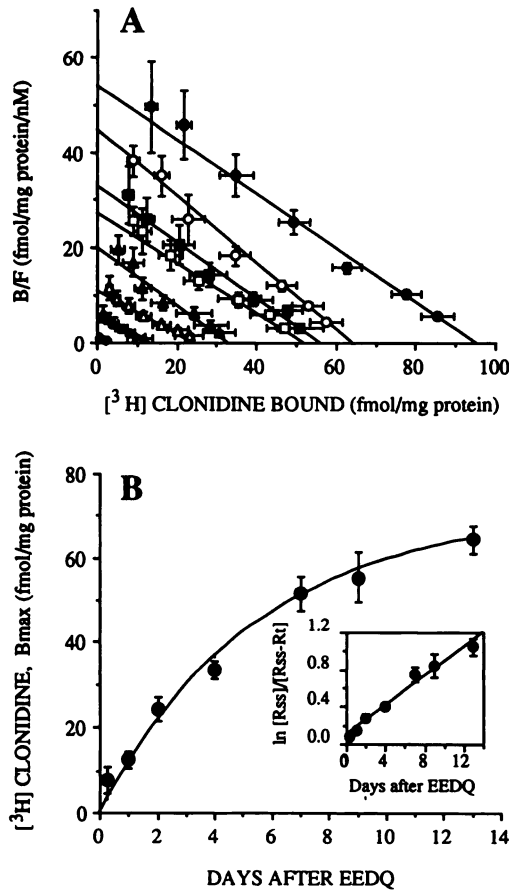 A
B/F (fmol/mg protein/nM)
60
40
20
0
0 20 40 60 80 100
[³ H] CLONIDINE BOUND (fmol/mg protein)
B
[³H] CLONIDINE, Bmax (fmol/mg protein)
80
60
40
20
0
0 2 4 6 8 10 12 14
DAYS AFTER EEDQ
ln [Rss]/[Rss-Rt]
1.2
0.8
0.4
0.0
0 4 8 12
Days after EEDQ